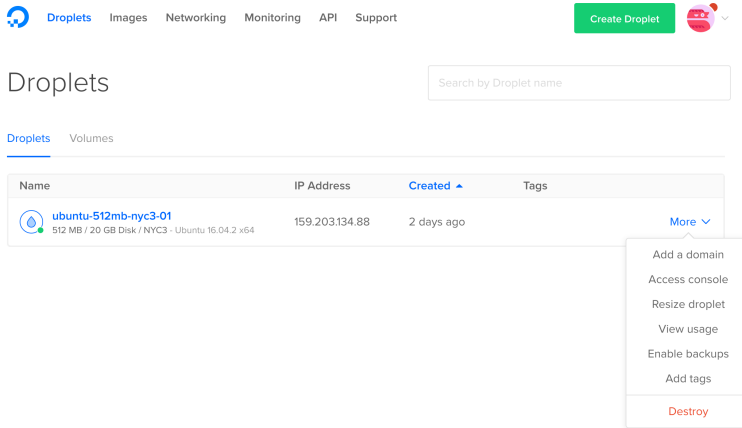 Droplets Images Networking Monitoring API Support Create Droplet
Droplets
Search by Droplet name
Droplets Volumes
Name IP Address Created Tags
ubuntu-512mb-nyc3-01
512 MB / 20 GB Disk / NYC3 - Ubuntu 16.04.2 x64
159.203.134.88
2 days ago
More
Add a domain
Access console
Resize droplet
View usage
Enable backups
Add tags
Destroy